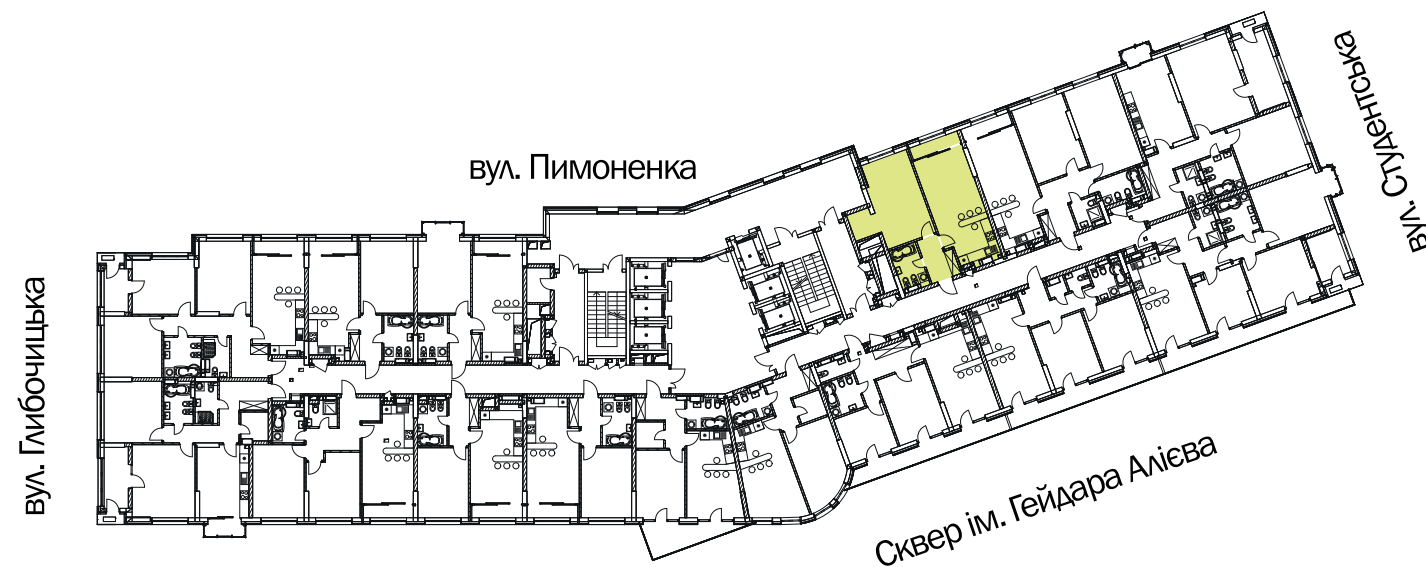 вул. Студентська
вул. Пимоненка
вул. Глибочицька
Сквер ім. Гейдара Алієва